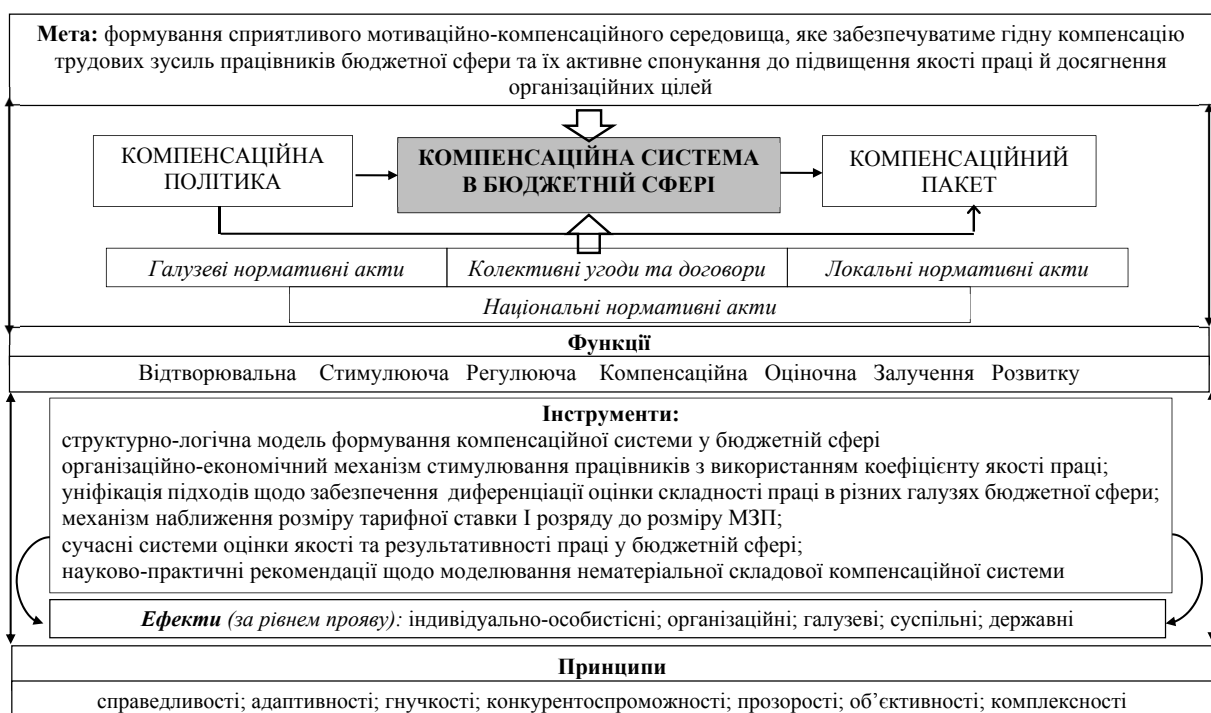 Мета: формування сприятливого мотиваційно-компенсаційного середовища, яке забезпечуватиме гідну компенсацію
трудових зусиль працівників бюджетної сфери та їх активне спонукання до підвищення якості праці й досягнення
організаційних цілей
КОМПЕНСАЦІЙНА
ПОЛІТИКА
КОМПЕНСАЦІЙНА СИСТЕМА
В БЮДЖЕТНІЙ СФЕРІ
КОМПЕНСАЦІЙНИЙ
ПАКЕТ
Галузеві нормативні акти
Колективні угоди та договори
Локальні нормативні акти
Національні нормативні акти
Функції
Відтворювальна Стимулююча Регулююча Компенсаційна Оціночна Залучення Розвитку
Інструменти:
структурно-логічна модель формування компенсаційної системи у бюджетній сфері
організаційно-економічний механізм стимулювання працівників з використанням коефіцієнту якості праці;
уніфікація підходів щодо забезпечення диференціації оцінки складності праці в різних галузях бюджетної сфери;
механізм наближення розміру тарифної ставки І розряду до розміру МЗП;
сучасні системи оцінки якості та результативності праці у бюджетній сфері;
науково-практичні рекомендації щодо моделювання нематеріальної складової компенсаційної системи
Ефекти (за рівнем прояву): індивідуально-особистісні; організаційні; галузеві; суспільні; державні
Принципи
справедливості; адаптивності; гнучкості; конкурентоспроможності; прозорості; об’єктивності; комплексності